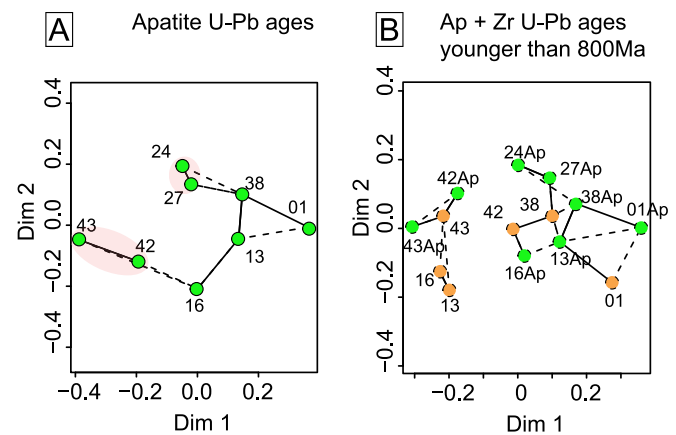 A
Apatite U-Pb ages
B
Ap + Zr U-Pb ages
younger than 800Ma
Dim 2
0.4
0.2
0.0
−0.2
−0.4
24
27
38
01
43
42
13
16
−0.4
−0.2
0.0
0.2
Dim 1
Dim 2
0.4
0.2
0.0
−0.2
−0.4
24Ap
27Ap
42Ap
38Ap
38
42
01Ap
43Ap
43
13Ap
16Ap
16
13
01
−0.4
−0.2
0
0.2
Dim 1